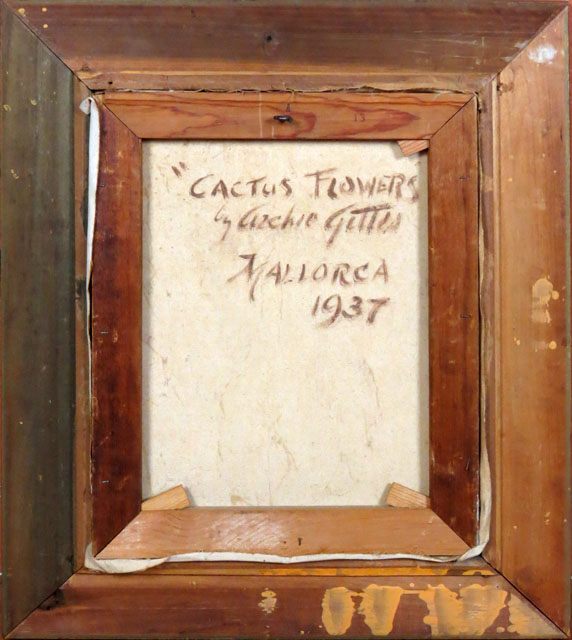 "CACTUS FLOWERS
by Archie Gittes
MALLORCA
1937